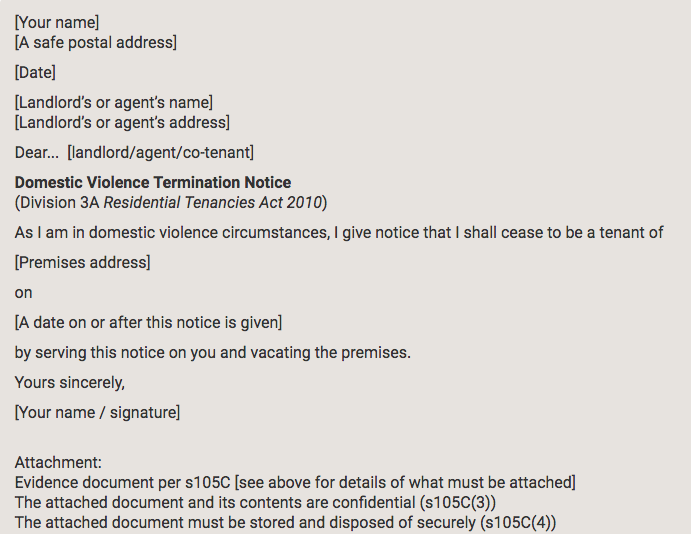 [Your name]
[A safe postal address]
[Date]
[Landlord's or agent's name]
[Landlord's or agent's address]
Dear... [landlord/agent/co-tenant]
Domestic Violence Termination Notice
(Division 3A Residential Tenancies Act 2010)
As I am in domestic violence circumstances, I give notice that I shall cease to be a tenant of
[Premises address]
on
[A date on or after this notice is given]
by serving this notice on you and vacating the premises.
Yours sincerely,
[Your name / signature]
Attachment:
Evidence document per s105C [see above for details of what must be attached]
The attached document and its contents are confidential (s105C(3))
The attached document must be stored and disposed of securely (s105C(4))